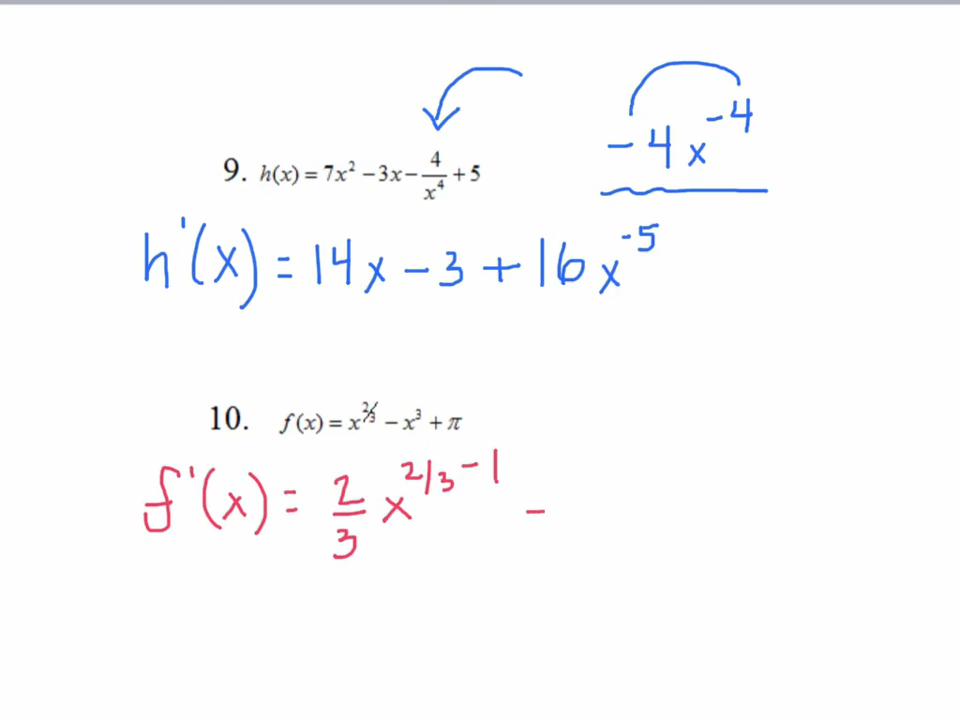 -4x⁻⁴
9. h(x) = 7x² - 3x - 4/x⁴ + 5
h'(x) = 14x - 3 + 16x⁻⁵
10. f(x) = x^(2/3) - x³ + π
f'(x) = 2/3 x^(2/3 - 1) -